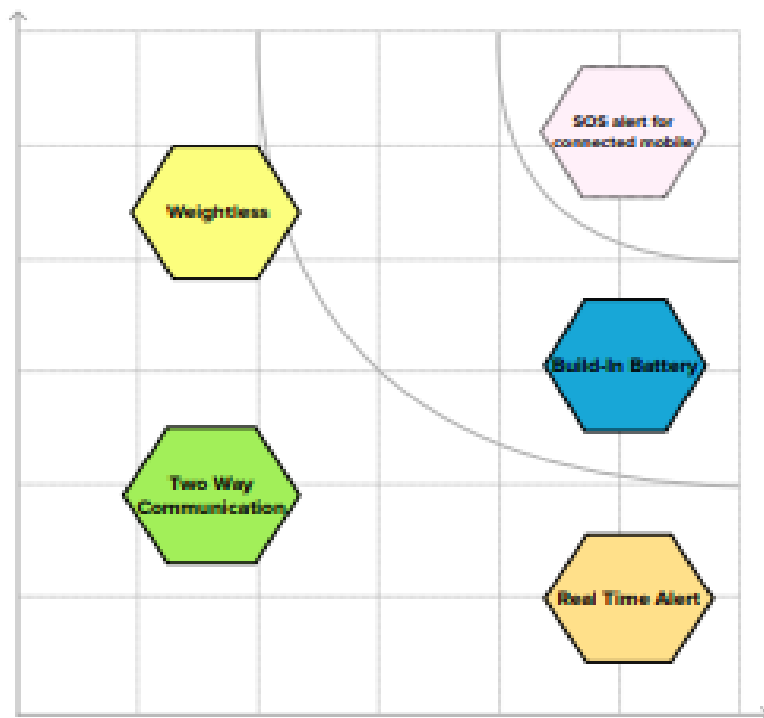 SOS alert for
connected mobile
Weightless
Build-In Battery
Two Way
Communication
Real Time Alert